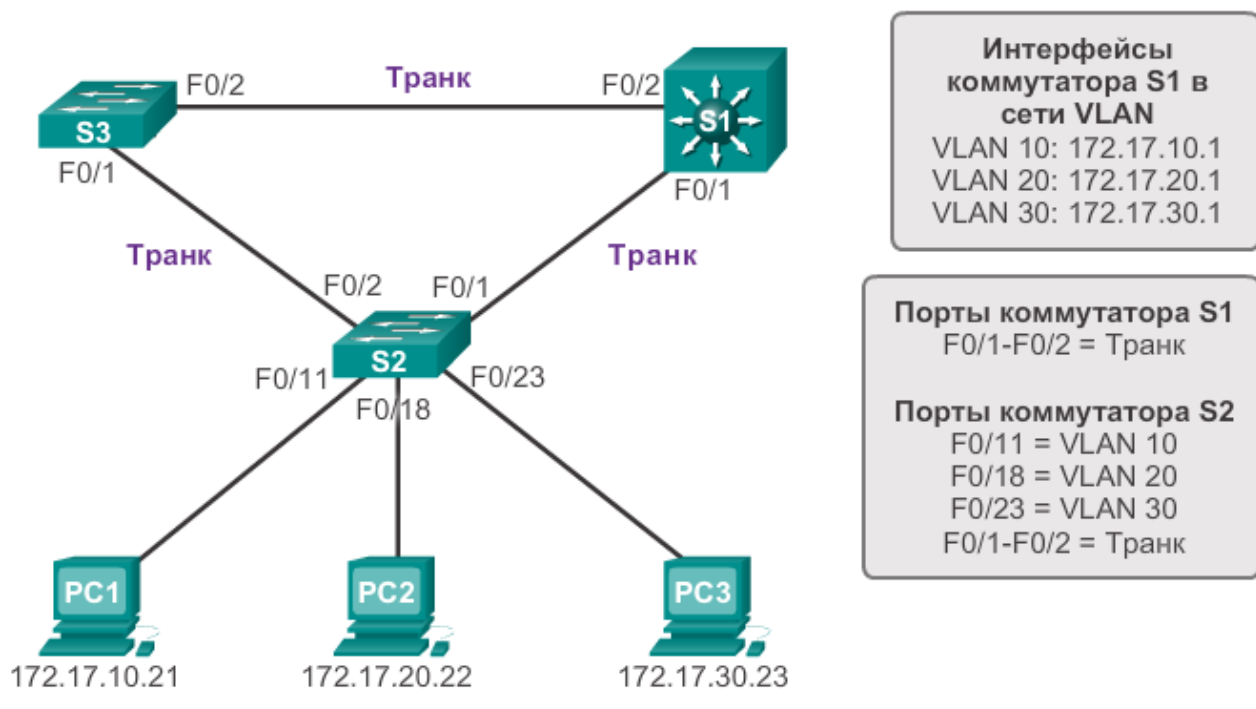 F0/2
Транк
F0/2
S3
S1
F0/1
F0/1
Транк
Транк
F0/2
F0/1
S2
F0/11
F0/18
F0/23
PC1
PC2
PC3
172.17.10.21
172.17.20.22
172.17.30.23
Интерфейсы
коммутатора S1 в
сети VLAN
VLAN 10: 172.17.10.1
VLAN 20: 172.17.20.1
VLAN 30: 172.17.30.1
Порты коммутатора S1
F0/1-F0/2 = Транк
Порты коммутатора S2
F0/11 = VLAN 10
F0/18 = VLAN 20
F0/23 = VLAN 30
F0/1-F0/2 = Транк